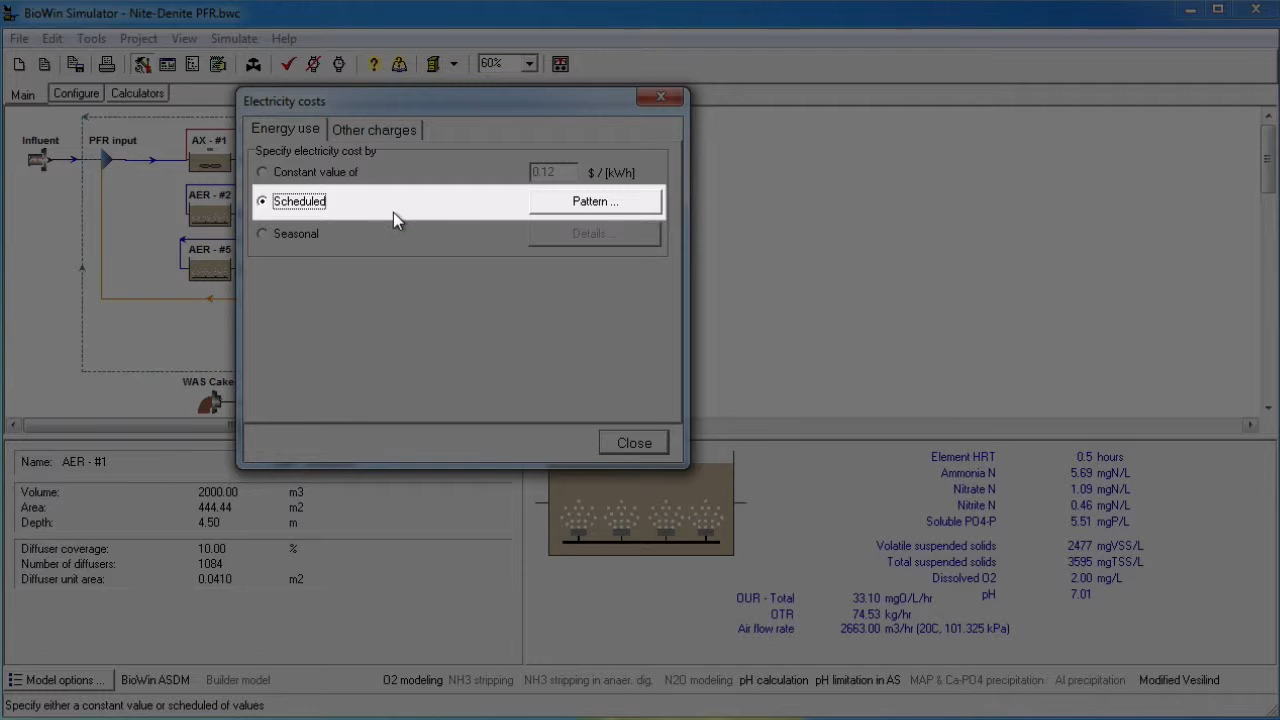 BioWin Simulator - Nite-Denite PFR.bwc
File Edit Tools Project View Simulate Help
60%
Main Configure Calculators
Electricity costs
Energy use Other charges
Specify electricity cost by
Constant value of 0.12 $ / [kWh]
Scheduled Pattern ...
Seasonal Details ...
Close
Influent PFR input AX - #1
AER - #2
AER - #5
WAS Cake
Name: AER - #1
Volume: 2000.00 m3
Area: 444.44 m2
Depth: 4.50 m
Diffuser coverage: 10.00 %
Number of diffusers: 1084
Diffuser unit area: 0.0410 m2
Element HRT 0.5 hours
Ammonia N 5.69 mgN/L
Nitrate N 1.09 mgN/L
Nitrite N 0.46 mgN/L
Soluble PO4-P 5.51 mgP/L
Volatile suspended solids 2477 mgVSS/L
Total suspended solids 3595 mgTSS/L
Dissolved O2 2.00 mg/L
pH 7.01
OUR - Total 33.10 mgO/L/hr
OTR 74.53 kg/hr
Air flow rate 2663.00 m3/hr (20C, 101.325 kPa)
Model options ... BioWin ASDM Builder model O2 modeling NH3 stripping NH3 stripping in anaer. dig. N2O modeling pH calculation pH limitation in AS MAP & Ca-PO4 precipitation Al precipitation Modified Vesilind
Specify either a constant value or scheduled of values